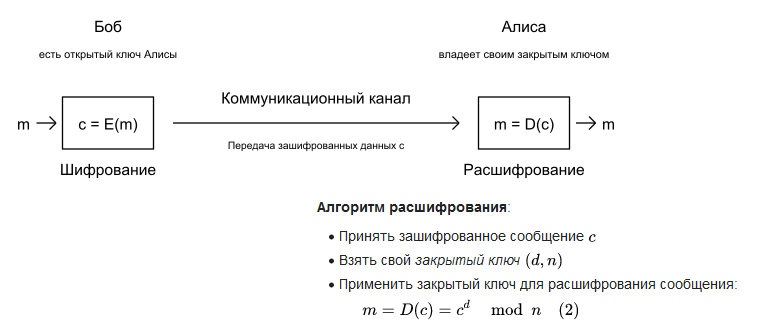 Боб
Алиса
есть открытый ключ Алисы
владеет своим закрытым ключом
Коммуникационный канал
m
c = E(m)
m = D(c)
m
Передача зашифрованных данных c
Шифрование
Расшифрование
Алгоритм расшифрования:
• Принять зашифрованное сообщение c
• Взять свой закрытый ключ (d, n)
• Применить закрытый ключ для расшифрования сообщения:
m = D(c) = c^d mod n (2)